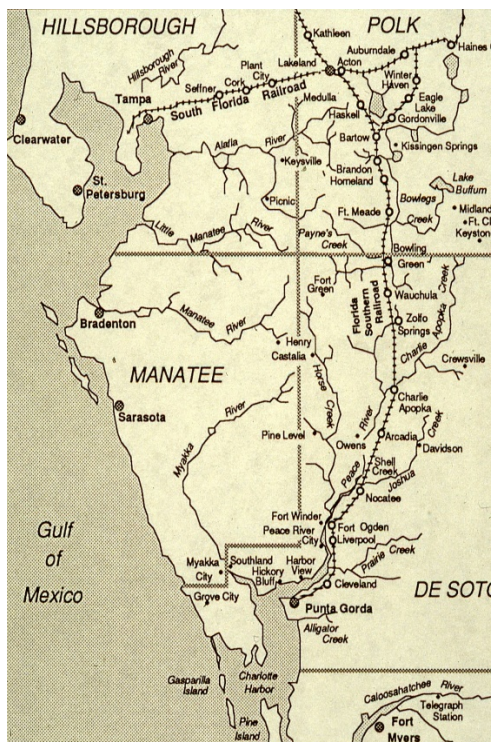 HILLSBOROUGH
POLK
Kathleen
Auburndale
Haines
Hillsborough
River
Lakeland
Acton
Plant
City
Cork
Seffner
Winter
Haven
Tampa
South Florida Railroad
Medulla
Eagle
Lake
Haskell
Gordonville
Clearwater
Bartow
Alafia River
Kissingen Springs
Keysville
Brandon
Homeland
Lake
Buffum
St.
Petersburg
Picnic
Bowlegs
Creek
Midland
Ft. Meade
Ft. Cl
Keyston
Little Manatee River
Payne's
Creek
Bowling
Green
Fort
Green
Florida
Southern
Railroad
Wauchula
Charlie
Apopka
Creek
Zolfo
Springs
Bradenton
Manatee
River
Henry
Castalia
Crewsville
MANATEE
Horse
Creek
Charlie
Apopka
Sarasota
River
Myakka
Pine Level
Owens
River
Arcadia
Creek
Davidson
Peace
Shell
Creek
Joshua
Nocatee
Gulf
of
Mexico
Fort Winder
Peace River
City
Fort Ogden
Liverpool
Prairie Creek
Myakka
City
Southland
Hickory
Bluff
Harbor
View
Cleveland
DE SOTO
Grove City
Punta Gorda
Alligator
Creek
Gasparilla
Island
Charlotte
Harbor
Caloosahatchee River
Telegraph
Station
Pine
Island
Fort
Myers